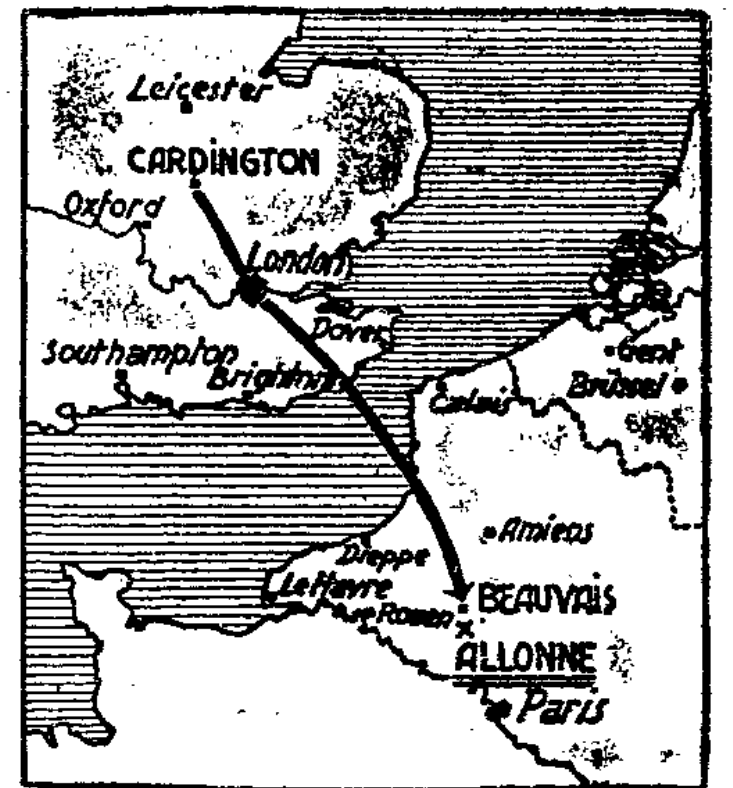 Leicester
CARDINGTON
Oxford
London
Dover
Southampton
Brighton
Gent
Brüssel
Calais
Amiens
Dieppe
Le Havre
Rouen
BEAUVAIS
ALLONNE
Paris